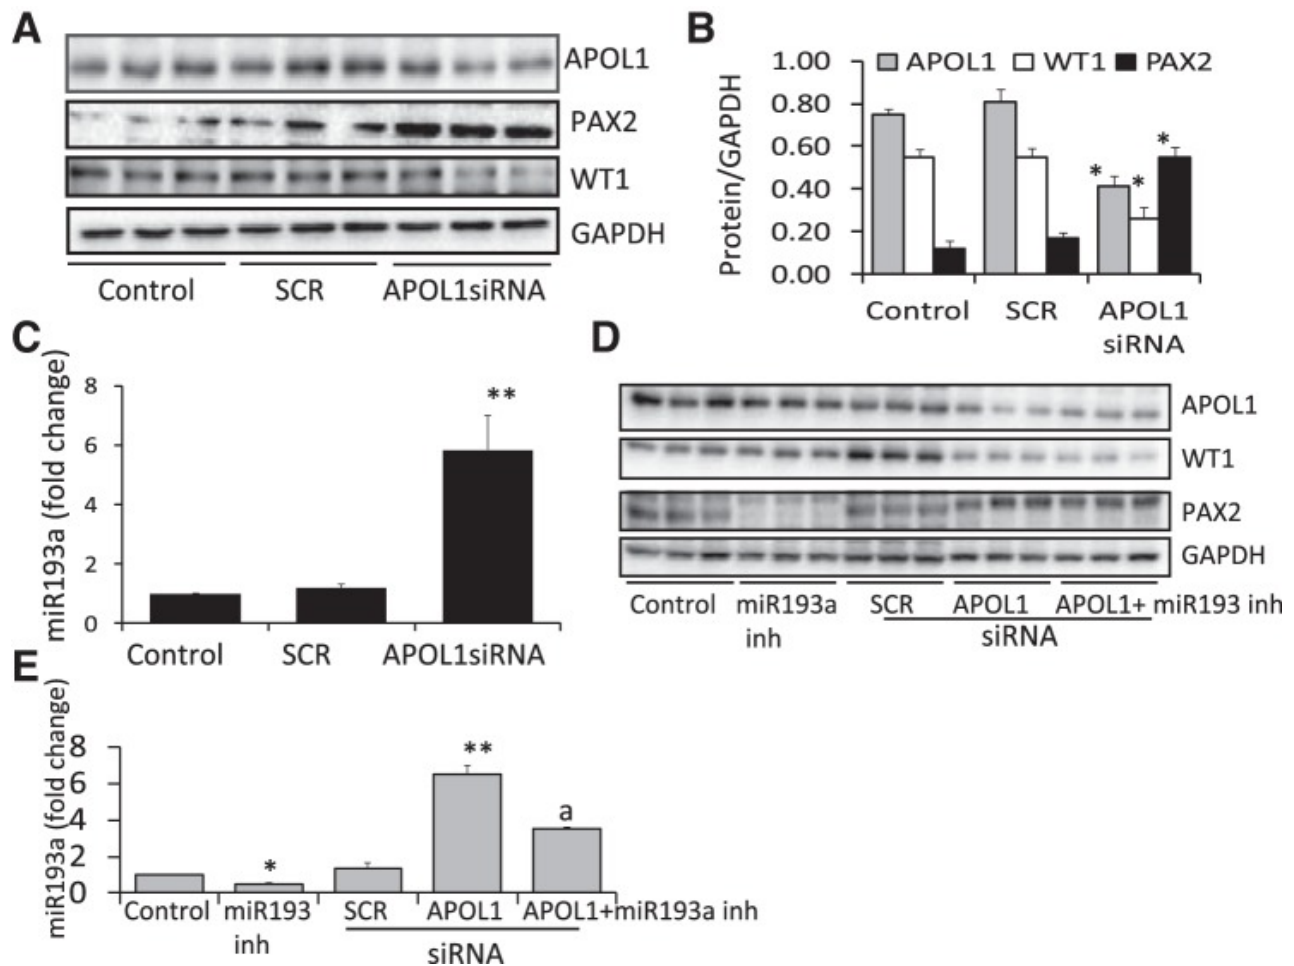 A
APOL1
PAX2
WT1
GAPDH
Control SCR APOL1siRNA
B
Protein/GAPDH
1.00
0.80
0.60
0.40
0.20
0.00
APOL1 WT1 PAX2
*
*
*
Control SCR APOL1
siRNA
C
miR193a (fold change)
8
6
4
2
0
**
Control SCR APOL1siRNA
D
APOL1
WT1
PAX2
GAPDH
Control miR193a SCR APOL1 APOL1+ miR193 inh
inh siRNA
E
miR193a (fold change)
8
6
4
2
0
*
**
a
Control miR193 SCR APOL1 APOL1+miR193a inh
inh siRNA